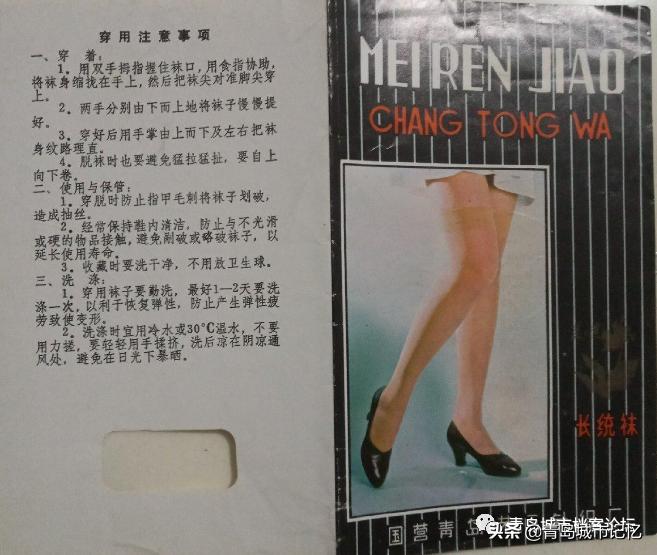 穿用注意事项
一、穿 着：
1。用双手拇指握住袜口，用食指协助，
将袜身缩拢在手上，然后把袜尖对准脚尖穿
上。
2。两手分别由下而上地将袜子慢慢提
好。
3。穿好后用手掌由上而下及左右把袜
身纹路理直。
4。脱袜时也要避免猛拉猛扯，要自上
向下卷。
二、使用与保管：
1。穿脱时防止指甲毛刺将袜子划破，
造成抽丝。
2。经常保持鞋内清洁，防止与不光滑
或硬的物品接触，避免剐破或咯破袜子，以
延长使用寿命。
3。收藏时要洗干净，不用放卫生球。
三、洗 涤：
1。穿用袜子要勤洗，最好1—2天要洗
涤一次，以利于恢复弹性，防止产生弹性疲
劳致使变形。
2。洗涤时宜用冷水或30℃温水，不要
用力搓，要轻轻用手揉挤，洗后凉在阴凉通
风处，避免在日光下暴晒。
MEIREN JIAO
CHANG TONG WA
长统袜
国营青岛
青岛城市档案论坛
头条@青岛城市记忆